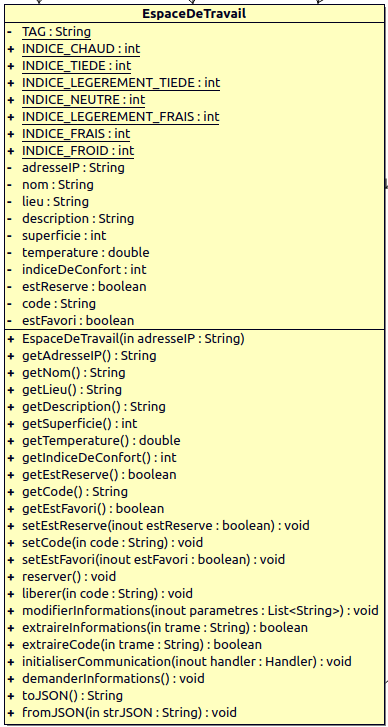 EspaceDeTravail
- TAG : String
+ INDICE_CHAUD : int
+ INDICE_TIEDE : int
+ INDICE_LEGEREMENT_TIEDE : int
+ INDICE_NEUTRE : int
+ INDICE_LEGEREMENT_FRAIS : int
+ INDICE_FRAIS : int
+ INDICE_FROID : int
- adresseIP : String
- nom : String
- lieu : String
- description : String
- superficie : int
- temperature : double
- indiceDeConfort : int
- estReserve : boolean
- code : String
- estFavori : boolean
+ EspaceDeTravail(in adresseIP : String)
+ getAdresseIP() : String
+ getNom() : String
+ getLieu() : String
+ getDescription() : String
+ getSuperficie() : int
+ getTemperature() : double
+ getIndiceDeConfort() : int
+ getEstReserve() : boolean
+ getCode() : String
+ getEstFavori() : boolean
+ setEstReserve(inout estReserve : boolean) : void
+ setCode(in code : String) : void
+ setEstFavori(inout estFavori : boolean) : void
+ reserver() : void
+ liberer(in code : String) : void
+ modifierInformations(inout parametres : List<String>) : void
+ extraireInformations(in trame : String) : boolean
+ extraireCode(in trame : String) : boolean
+ initialiserCommunication(inout handler : Handler) : void
+ demanderInformations() : void
+ toJSON() : String
+ fromJSON(in strJSON : String) : void